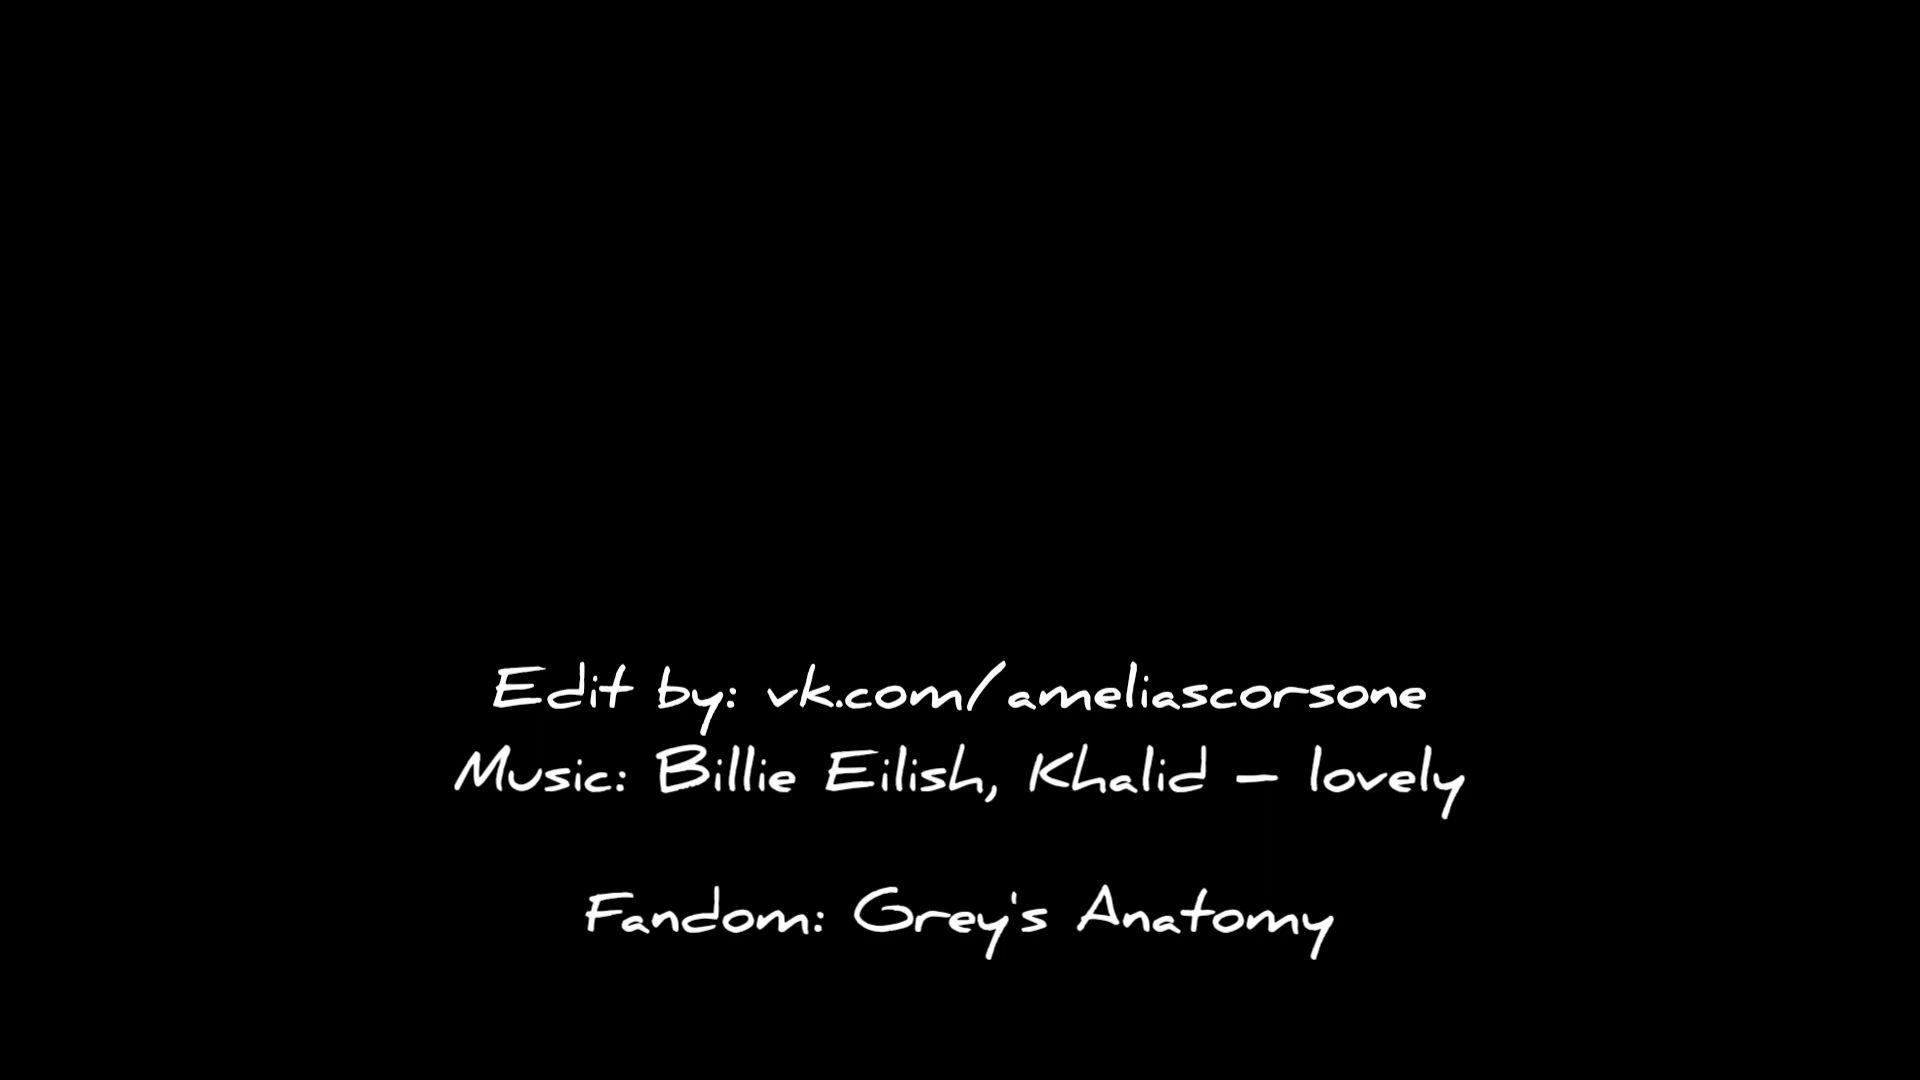 Edit by: vk.com/ameliascorsone
Music: Billie Eilish, Khalid – lovely
Fandom: Grey's Anatomy